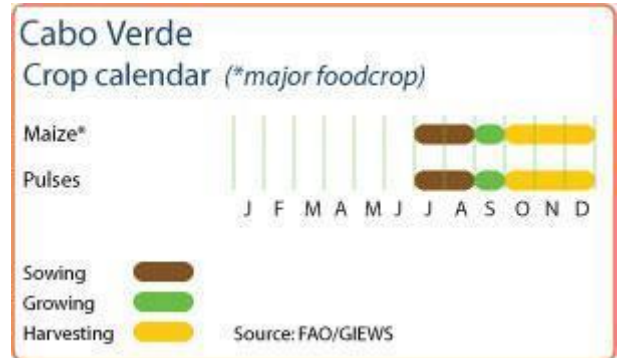 Cabo Verde
Crop calendar (*major foodcrop)
Maize*
Pulses
J F M A M J J A S O N D
Sowing
Growing
Harvesting Source: FAO/GIEWS